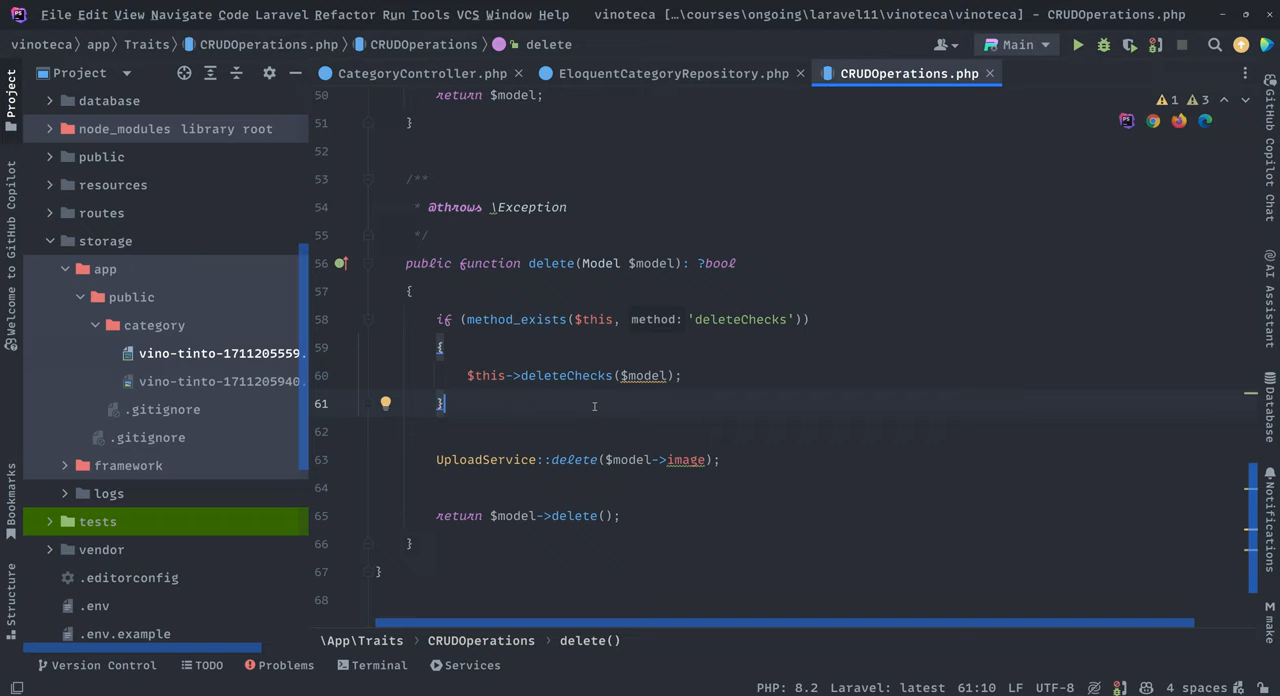 File Edit View Navigate Code Laravel Refactor Run Tools VCS Window Help vinoteca […\courses\ongoing\laravel11\vinoteca\vinoteca] - CRUDOperations.php
vinoteca app Traits CRUDOperations.php CRUDOperations delete Main
Project
CategoryController.php
EloquentCategoryRepository.php
CRUDOperations.php
Project
Welcome to GitHub Copilot
Bookmarks
Structure
database
node_modules library root
public
resources
routes
storage
app
public
category
vino-tinto-1711205559.
vino-tinto-1711205940.
.gitignore
.gitignore
framework
logs
tests
vendor
.editorconfig
.env
.env.example
1 3
50 return $model;
51 }
52
53 /**
54 * @throws \Exception
55 */
56 public function delete(Model $model): ?bool
57 {
58 if (method_exists($this, method: 'deleteChecks'))
59 {
60 $this->deleteChecks($model);
61 }
62
63 UploadService::delete($model->image);
64
65 return $model->delete();
66 }
67 }
68
GitHub Copilot Chat
AI Assistant
Database
Notifications
M make
\App\Traits CRUDOperations delete()
Version Control TODO Problems Terminal Services
PHP: 8.2 Laravel: latest 61:10 LF UTF-8 4 spaces